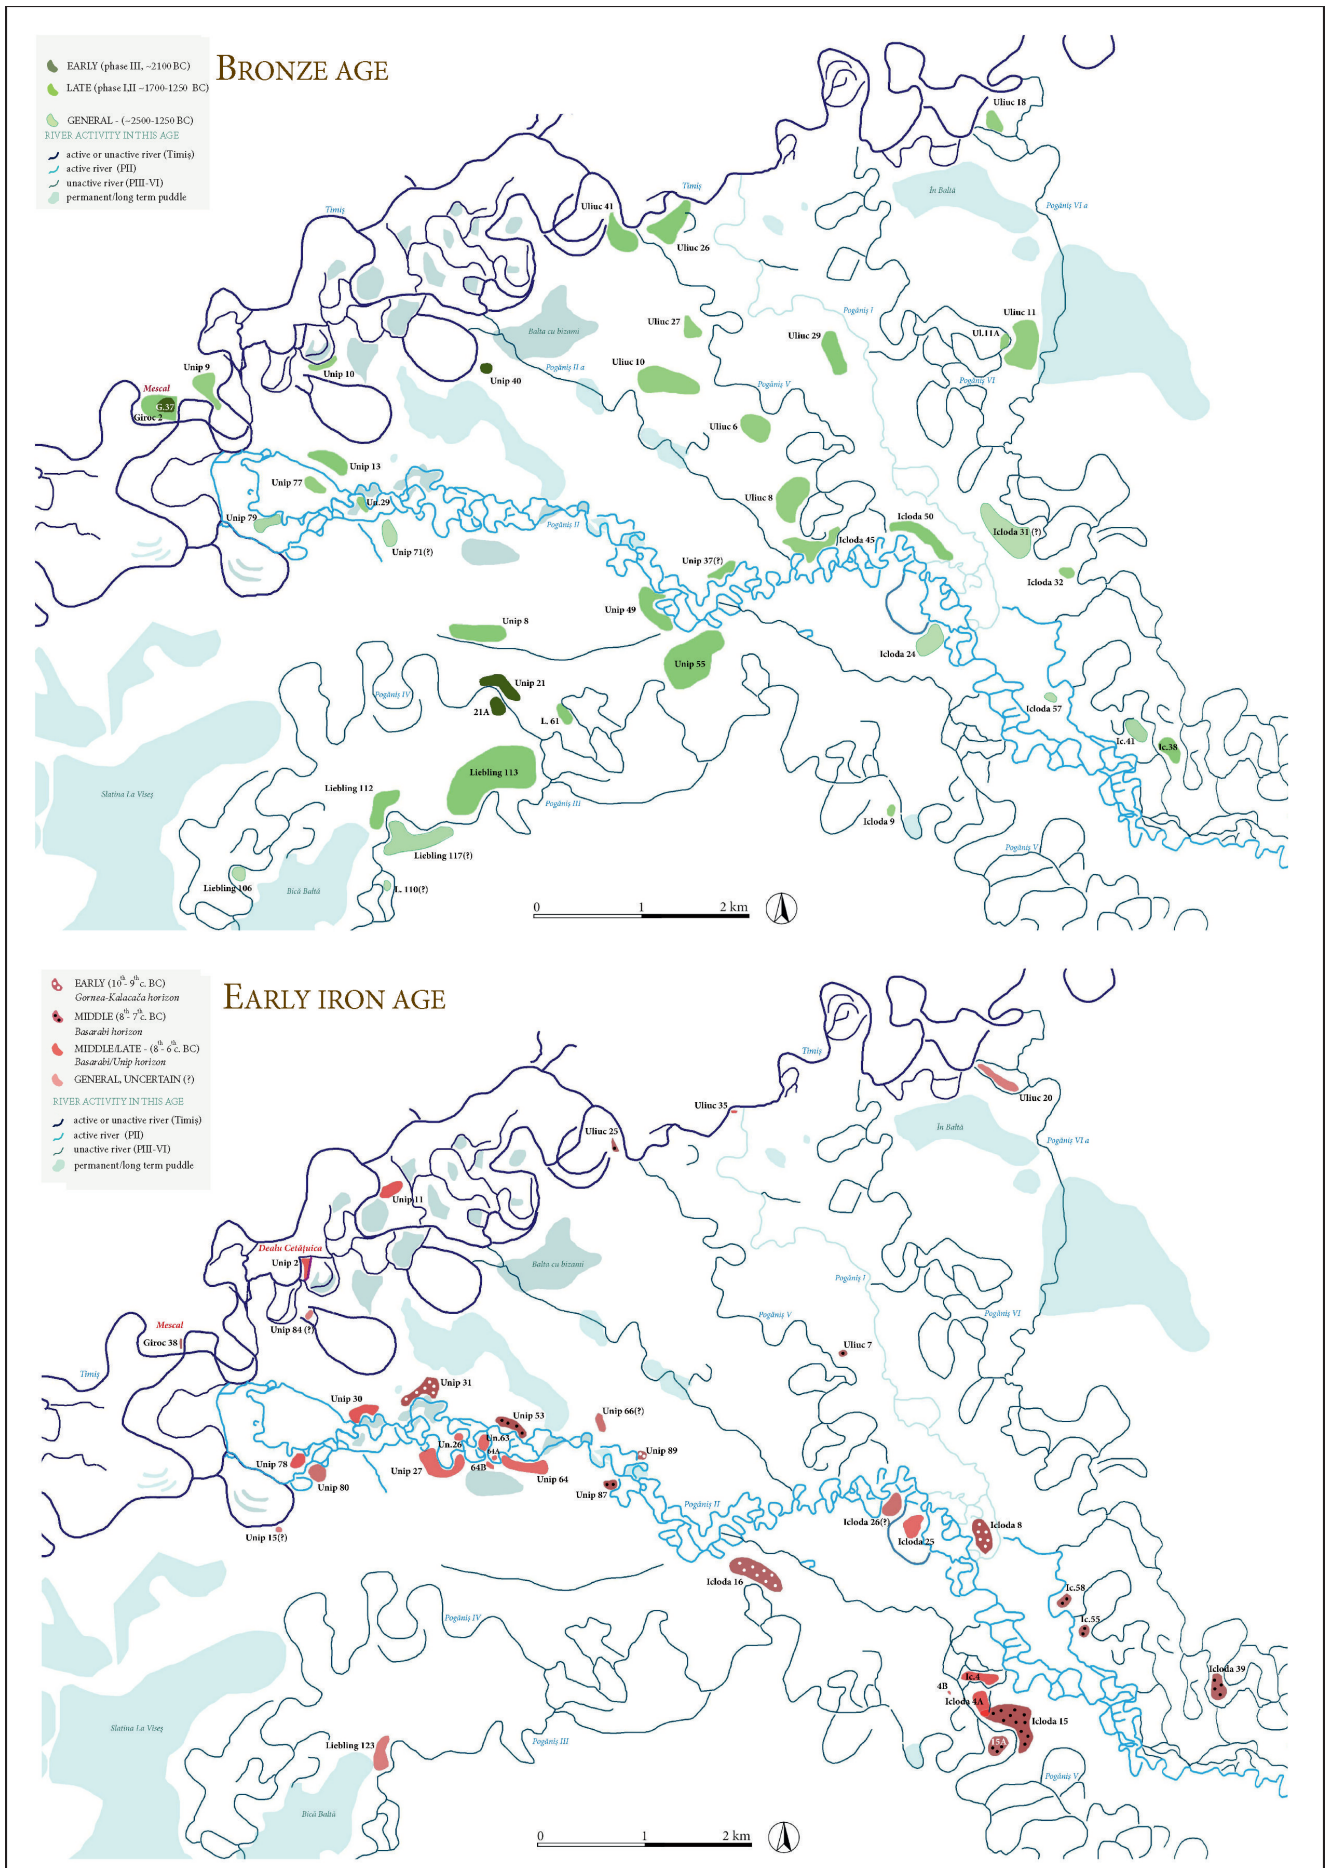 BRONZE AGE
EARLY (phase III, ~2100 BC)
LATE (phase I,II ~1700-1250 BC)
GENERAL - (~2500-1250 BC)
RIVER ACTIVITY IN THIS AGE
active or unactive river (Timiș)
active river (PII)
unactive river (PIII-VI)
permanent/long term puddle
Uliuc 18
În Baltă
Pogăniș VI a
Timiș
Uliuc 41
Timiș
Uliuc 26
Pogăniș I
Uliuc 11
Ul.11A
Uliuc 27
Uliuc 29
Balta cu bizami
Uliuc 10
Pogăniș II a
Unip 9
Unip 10
Unip 40
Pogăniș V
Pogăniș VI
Mescal
G.37
Giroc 2
Uliuc 6
Unip 13
Unip 77
Un.29
Uliuc 8
Unip 79
Pogăniș II
Icloda 50
Icloda 31 (?)
Icloda 45
Unip 71(?)
Unip 37(?)
Icloda 32
Unip 49
Unip 8
Icloda 24
Unip 55
Unip 21
Pogăniș IV
21A
L. 61
Icloda 57
Ic.41
Ic.38
Liebling 113
Liebling 112
Slatina La Vîseș
Pogăniș III
Icloda 9
Pogăniș V
Liebling 117(?)
Liebling 106
Bică Baltă
L. 110(?)
0 1 2 km
EARLY IRON AGE
EARLY (10th- 9th c. BC)
Gornea-Kalacača horizon
MIDDLE (8th- 7th c. BC)
Basarabi horizon
MIDDLE/LATE - (8th- 6th c. BC)
Basarabi/Unip horizon
GENERAL, UNCERTAIN (?)
RIVER ACTIVITY IN THIS AGE
active or unactive river (Timiș)
active river (PII)
unactive river (PIII-VI)
permanent/long term puddle
Timiș
Uliuc 20
Uliuc 35
În Baltă
Uliuc 25
Pogăniș VI a
Unip 11
Dealu Cetățuica
Unip 2
Balta cu bizami
Pogăniș I
Pogăniș V
Pogăniș VI
Mescal
Unip 84 (?)
Giroc 38
Uliuc 7
Timiș
Unip 31
Unip 30
Unip 53
Unip 66(?)
Un.26
Un.63
64A
Unip 89
Unip 78
64B
Unip 27
Unip 64
Unip 80
Unip 87
Pogăniș II
Icloda 26(?)
Icloda 8
Unip 15(?)
Icloda 25
Icloda 16
Ic.58
Pogăniș IV
Ic.55
Icloda 39
Ic.4
4B
Icloda 4A
Icloda 15
15A
Slatina La Vîseș
Liebling 123
Pogăniș III
Pogăniș V
Bică Baltă
0 1 2 km